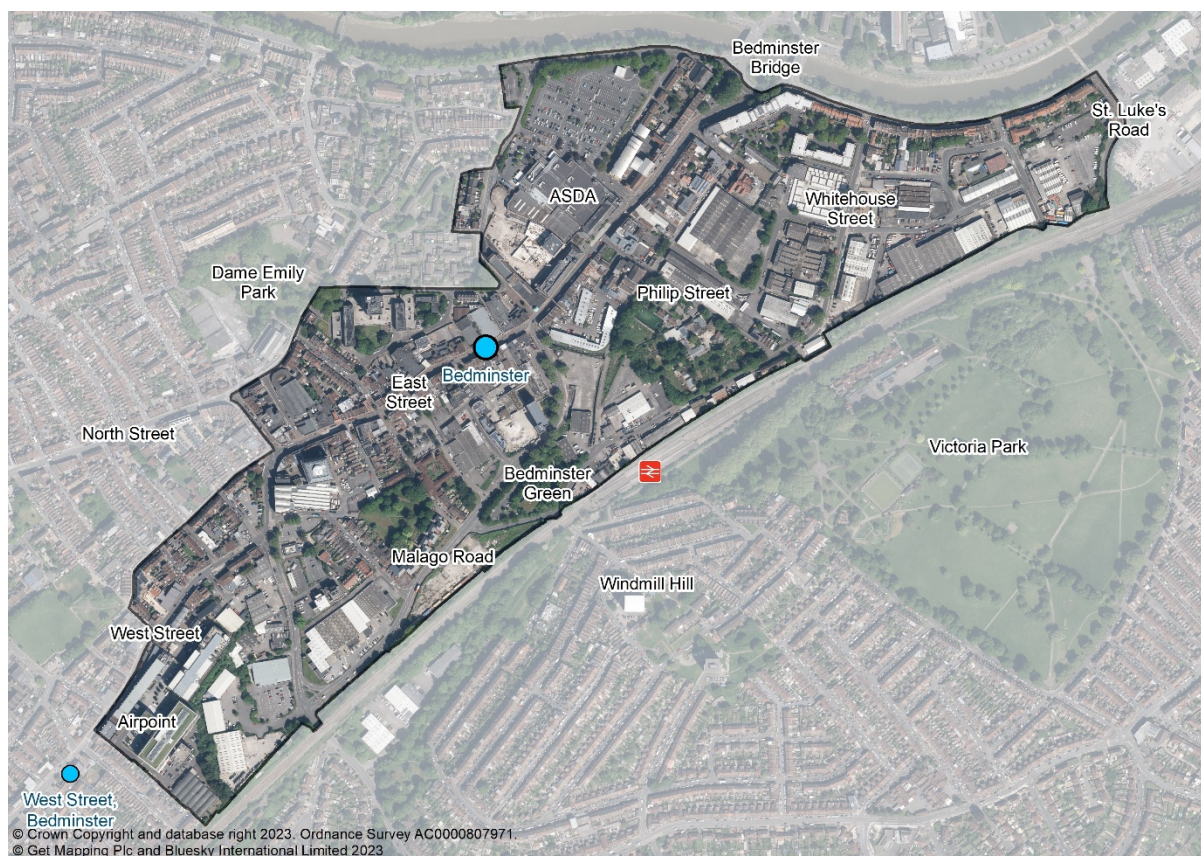 Bedminster
Bridge
St. Luke's
Road
ASDA
Whitehouse
Street
Dame Emily
Park
Philip Street
Bedminster
East
Street
North Street
Victoria Park
Bedminster
Green
Malago Road
Windmill Hill
West Street
Airpoint
West Street,
Bedminster
© Crown Copyright and database right 2023. Ordnance Survey AC0000807971.
© Get Mapping Plc and Bluesky International Limited 2023